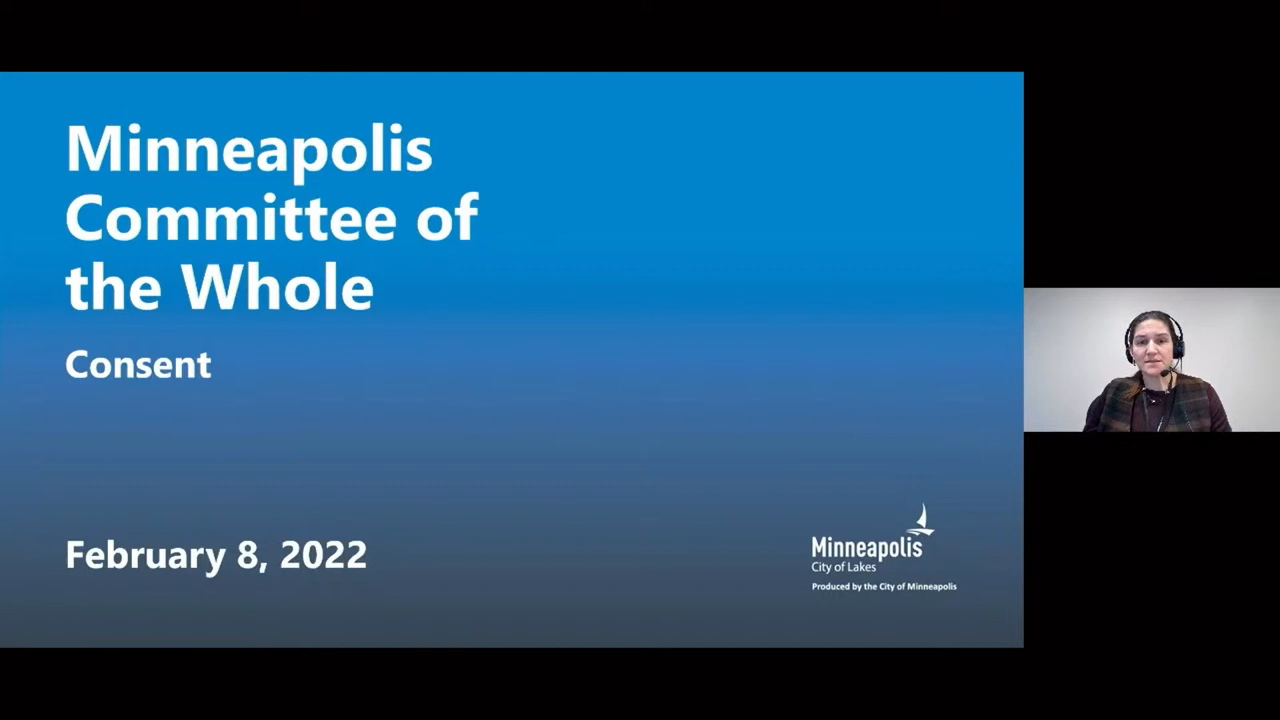 Minneapolis
Committee of
the Whole
Consent
February 8, 2022
Minneapolis
City of Lakes
Produced by the City of Minneapolis